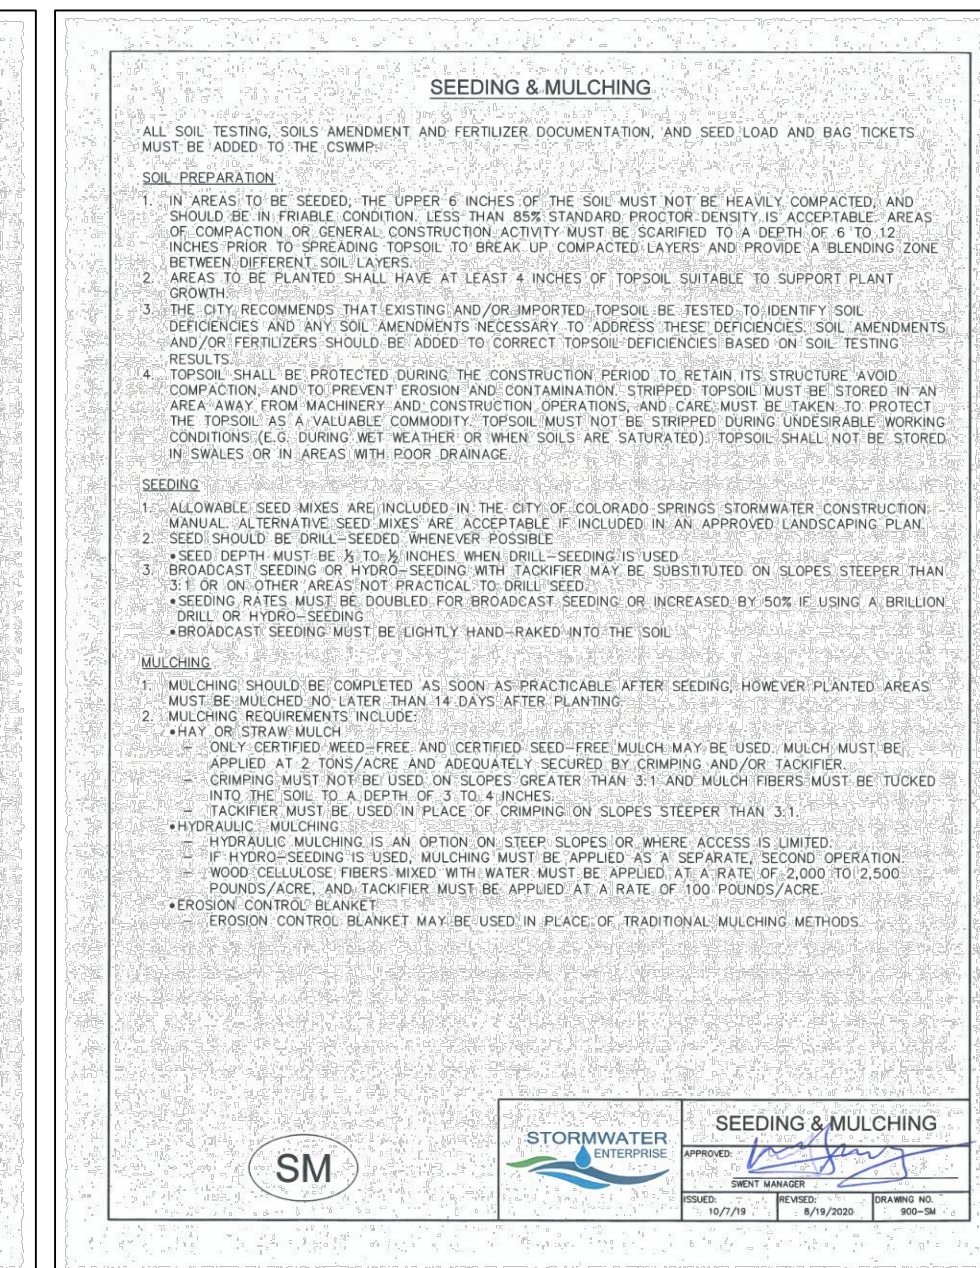 SEEDING & MULCHING
ALL SOIL TESTING, SOILS AMENDMENT AND FERTILIZER DOCUMENTATION, AND SEED LOAD AND BAG TICKETS
MUST BE ADDED TO THE CSWMP.
SOIL PREPARATION
1. IN AREAS TO BE SEEDED, THE UPPER 6 INCHES OF THE SOIL MUST NOT BE HEAVILY COMPACTED, AND
SHOULD BE IN FRIABLE CONDITION. LESS THAN 85% STANDARD PROCTOR DENSITY IS ACCEPTABLE. AREAS
OF COMPACTION OR GENERAL CONSTRUCTION ACTIVITY MUST BE SCARIFIED TO A DEPTH OF 6 TO 12
INCHES PRIOR TO SPREADING TOPSOIL TO BREAK UP COMPACTED LAYERS AND PROVIDE A BLENDING ZONE
BETWEEN DIFFERENT SOIL LAYERS.
2. AREAS TO BE PLANTED SHALL HAVE AT LEAST 4 INCHES OF TOPSOIL SUITABLE TO SUPPORT PLANT
GROWTH.
3. THE CITY RECOMMENDS THAT EXISTING AND/OR IMPORTED TOPSOIL BE TESTED TO IDENTIFY SOIL
DEFICIENCIES AND ANY SOIL AMENDMENTS NECESSARY TO ADDRESS THESE DEFICIENCIES. SOIL AMENDMENTS
AND/OR FERTILIZERS SHOULD BE ADDED TO CORRECT TOPSOIL DEFICIENCIES BASED ON SOIL TESTING
RESULTS.
4. TOPSOIL SHALL BE PROTECTED DURING THE CONSTRUCTION PERIOD TO RETAIN ITS STRUCTURE AVOID
COMPACTION, AND TO PREVENT EROSION AND CONTAMINATION. STRIPPED TOPSOIL MUST BE STORED IN AN
AREA AWAY FROM MACHINERY AND CONSTRUCTION OPERATIONS, AND CARE MUST BE TAKEN TO PROTECT
THE TOPSOIL AS A VALUABLE COMMODITY. TOPSOIL MUST NOT BE STRIPPED DURING UNDESIRABLE WORKING
CONDITIONS (E.G. DURING WET WEATHER OR WHEN SOILS ARE SATURATED). TOPSOIL SHALL NOT BE STORED
IN SWALES OR IN AREAS WITH POOR DRAINAGE.
SEEDING
1. ALLOWABLE SEED MIXES ARE INCLUDED IN THE CITY OF COLORADO SPRINGS STORMWATER CONSTRUCTION
MANUAL. ALTERNATIVE SEED MIXES ARE ACCEPTABLE IF INCLUDED IN AN APPROVED LANDSCAPING PLAN.
2. SEED SHOULD BE DRILL-SEEDED WHENEVER POSSIBLE
•SEED DEPTH MUST BE ⅓ TO ½ INCHES WHEN DRILL-SEEDING IS USED
3. BROADCAST SEEDING OR HYDRO-SEEDING WITH TACKIFIER MAY BE SUBSTITUTED ON SLOPES STEEPER THAN
3:1 OR ON OTHER AREAS NOT PRACTICAL TO DRILL SEED.
•SEEDING RATES MUST BE DOUBLED FOR BROADCAST SEEDING OR INCREASED BY 50% IF USING A BRILLION
DRILL OR HYDRO-SEEDING
•BROADCAST SEEDING MUST BE LIGHTLY HAND-RAKED INTO THE SOIL
MULCHING
1. MULCHING SHOULD BE COMPLETED AS SOON AS PRACTICABLE AFTER SEEDING, HOWEVER PLANTED AREAS
MUST BE MULCHED NO LATER THAN 14 DAYS AFTER PLANTING.
2. MULCHING REQUIREMENTS INCLUDE:
•HAY OR STRAW MULCH
– ONLY CERTIFIED WEED-FREE AND CERTIFIED SEED-FREE MULCH MAY BE USED. MULCH MUST BE
APPLIED AT 2 TONS/ACRE AND ADEQUATELY SECURED BY CRIMPING AND/OR TACKIFIER.
– CRIMPING MUST NOT BE USED ON SLOPES GREATER THAN 3:1 AND MULCH FIBERS MUST BE TUCKED
INTO THE SOIL TO A DEPTH OF 3 TO 4 INCHES.
– TACKIFIER MUST BE USED IN PLACE OF CRIMPING ON SLOPES STEEPER THAN 3:1.
•HYDRAULIC MULCHING
– HYDRAULIC MULCHING IS AN OPTION ON STEEP SLOPES OR WHERE ACCESS IS LIMITED.
– IF HYDRO-SEEDING IS USED, MULCHING MUST BE APPLIED AS A SEPARATE, SECOND OPERATION.
– WOOD CELLULOSE FIBERS MIXED WITH WATER MUST BE APPLIED AT A RATE OF 2,000 TO 2,500
POUNDS/ACRE, AND TACKIFIER MUST BE APPLIED AT A RATE OF 100 POUNDS/ACRE.
•EROSION CONTROL BLANKET
– EROSION CONTROL BLANKET MAY BE USED IN PLACE OF TRADITIONAL MULCHING METHODS.
SM
STORMWATER
ENTERPRISE
SEEDING & MULCHING
APPROVED:
SWENT MANAGER
ISSUED: REVISED: DRAWING NO.
10/7/19 8/19/2020 900-SM